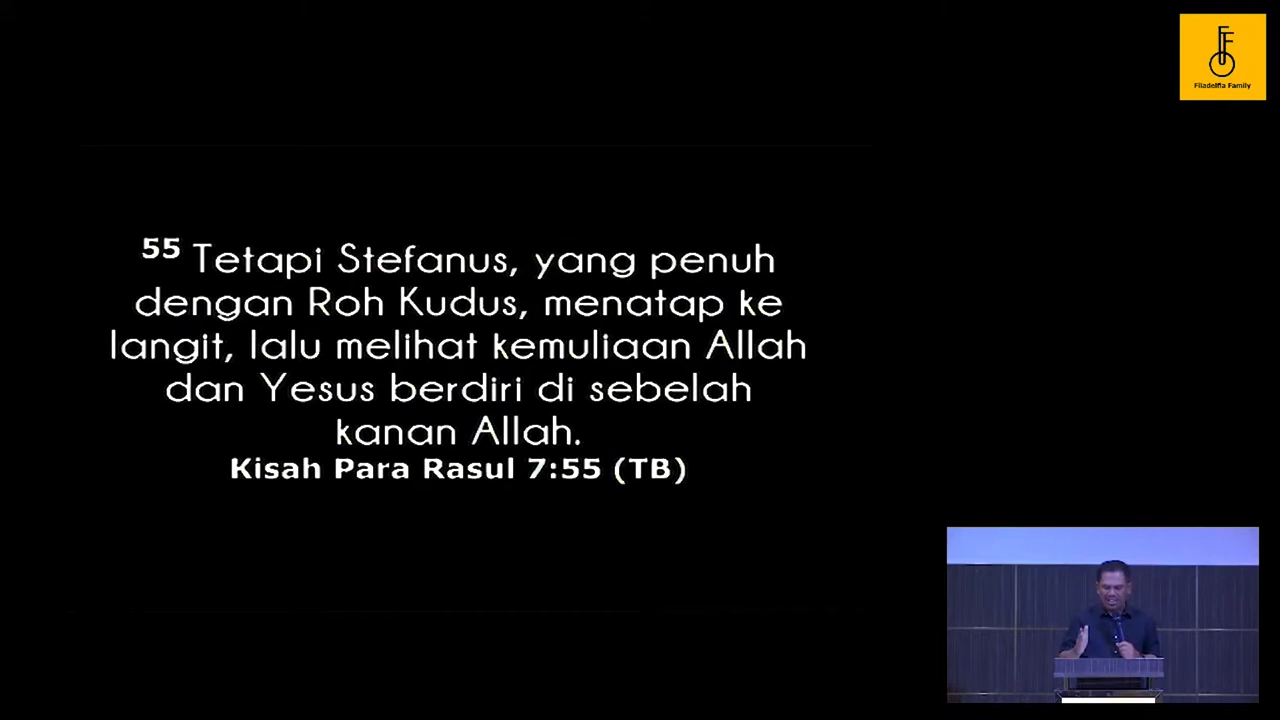 Filadelfia Family
55 Tetapi Stefanus, yang penuh
dengan Roh Kudus, menatap ke
langit, lalu melihat kemuliaan Allah
dan Yesus berdiri di sebelah
kanan Allah.
Kisah Para Rasul 7:55 (TB)